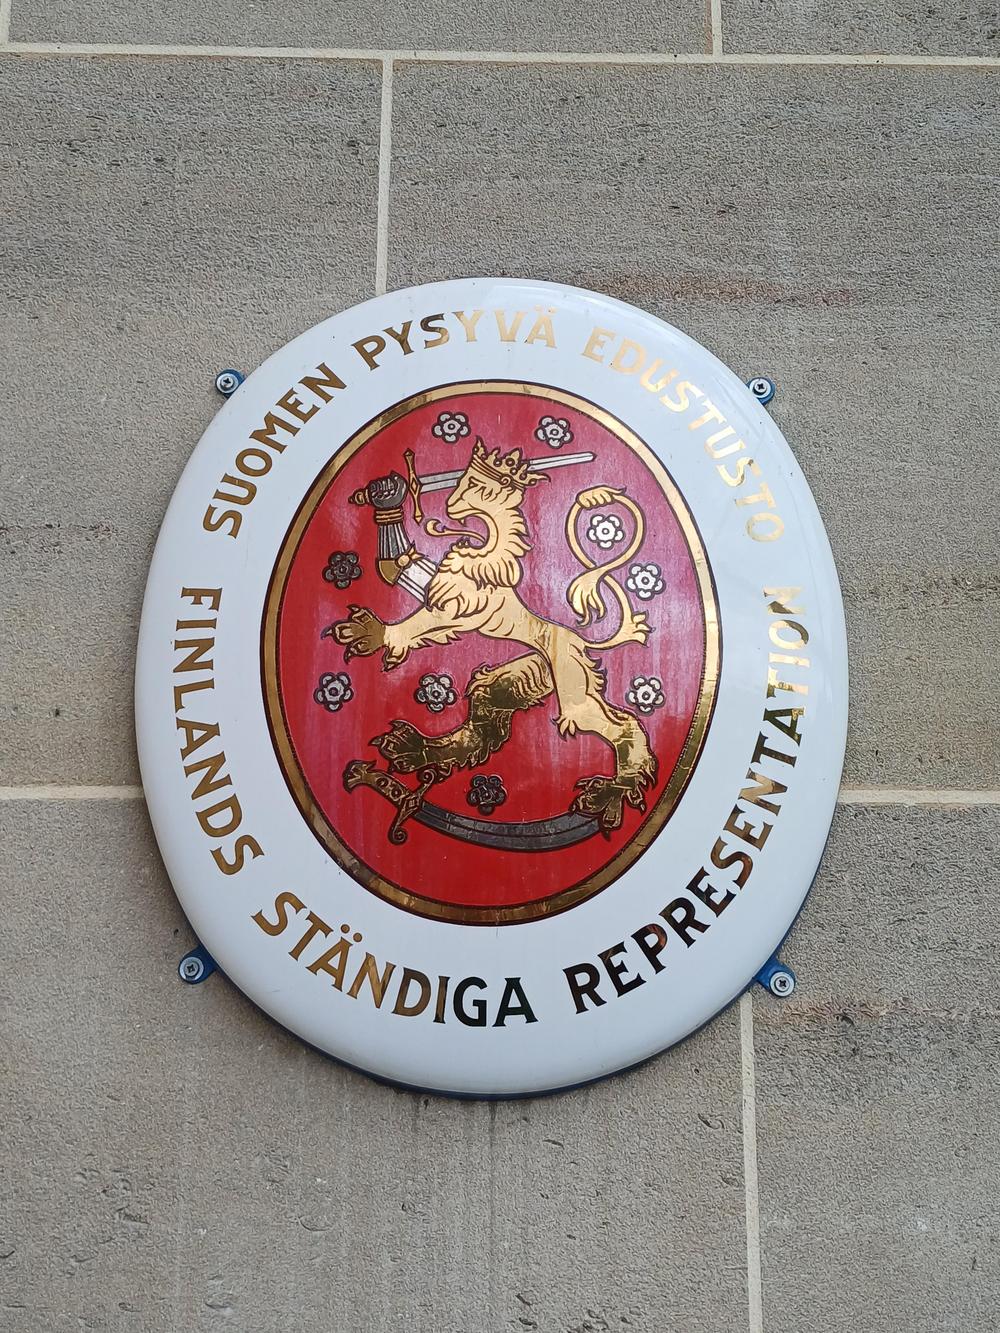 SUOMEN PYSYVÄ EDUSTUSTO
FINLANDS STÄNDIGA REPRESENTATION